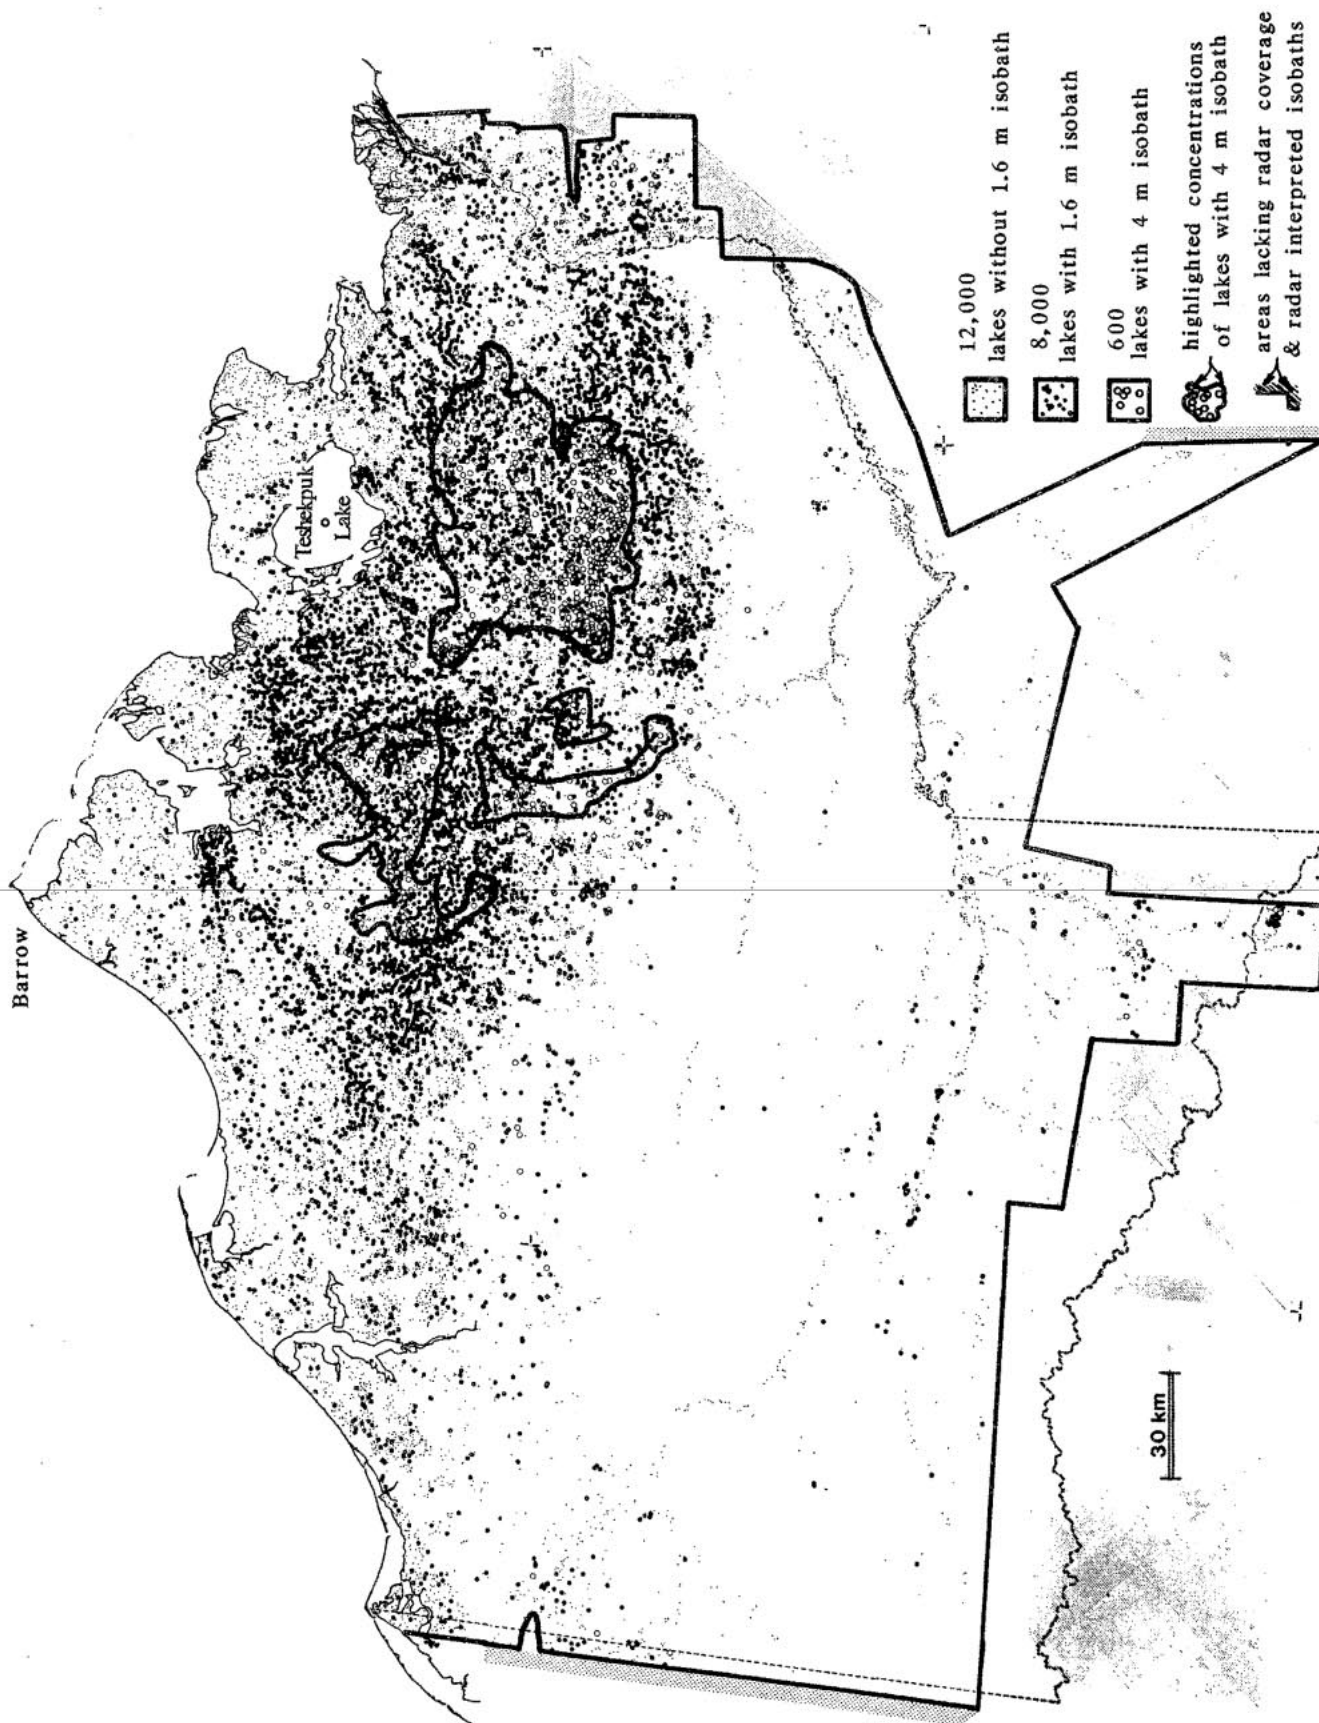 Barrow
Teshekpuk
Lake
12,000
lakes without 1.6 m isobath
8,000
lakes with 1.6 m isobath
600
lakes with 4 m isobath
highlighted concentrations
of lakes with 4 m isobath
areas lacking radar coverage
& radar interpreted isobaths
30 km